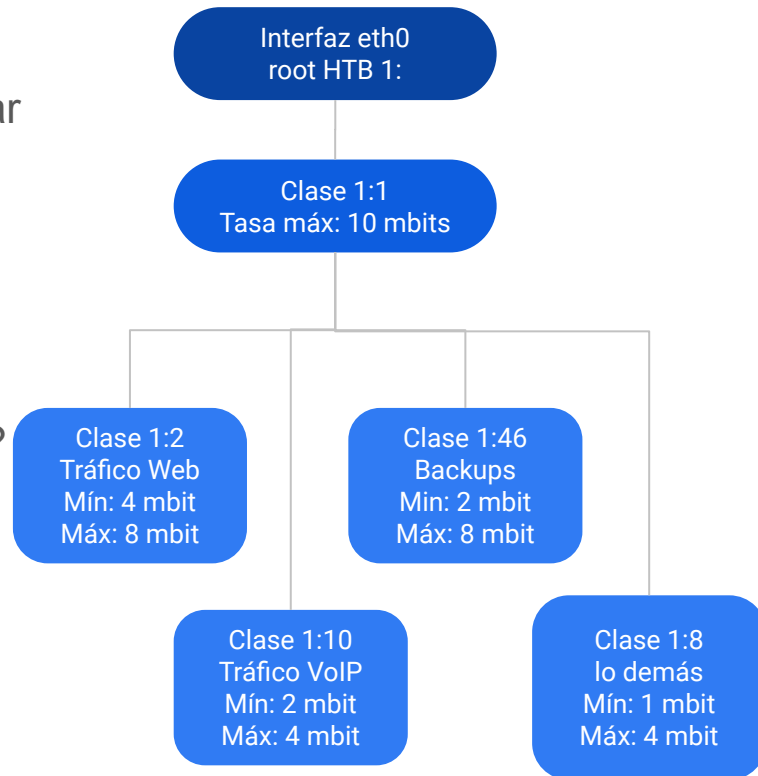 Interfaz eth0
root HTB 1:
ar
Clase 1:1
Tasa máx: 10 mbits
?
Clase 1:2
Tráfico Web
Mín: 4 mbit
Máx: 8 mbit
Clase 1:46
Backups
Min: 2 mbit
Máx: 8 mbit
Clase 1:10
Tráfico VoIP
Mín: 2 mbit
Máx: 4 mbit
Clase 1:8
lo demás
Mín: 1 mbit
Máx: 4 mbit